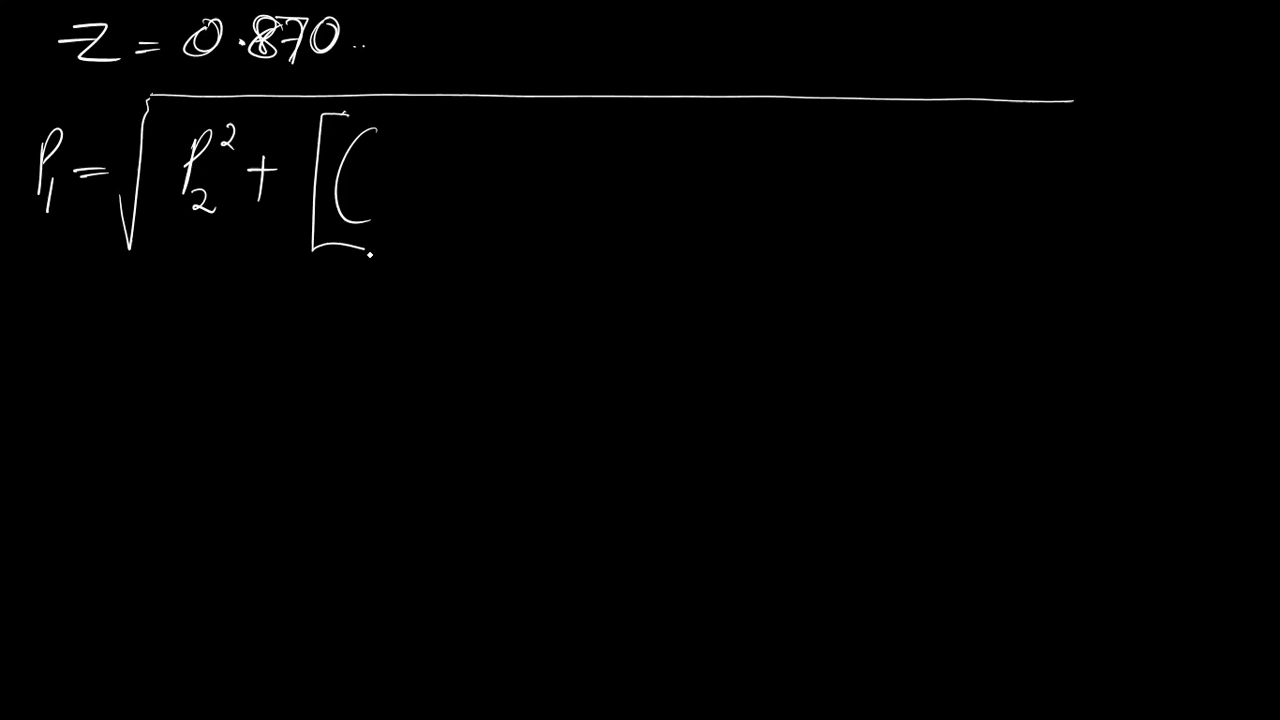 Z = 0.870..
P₁ = √ P₂² + [(